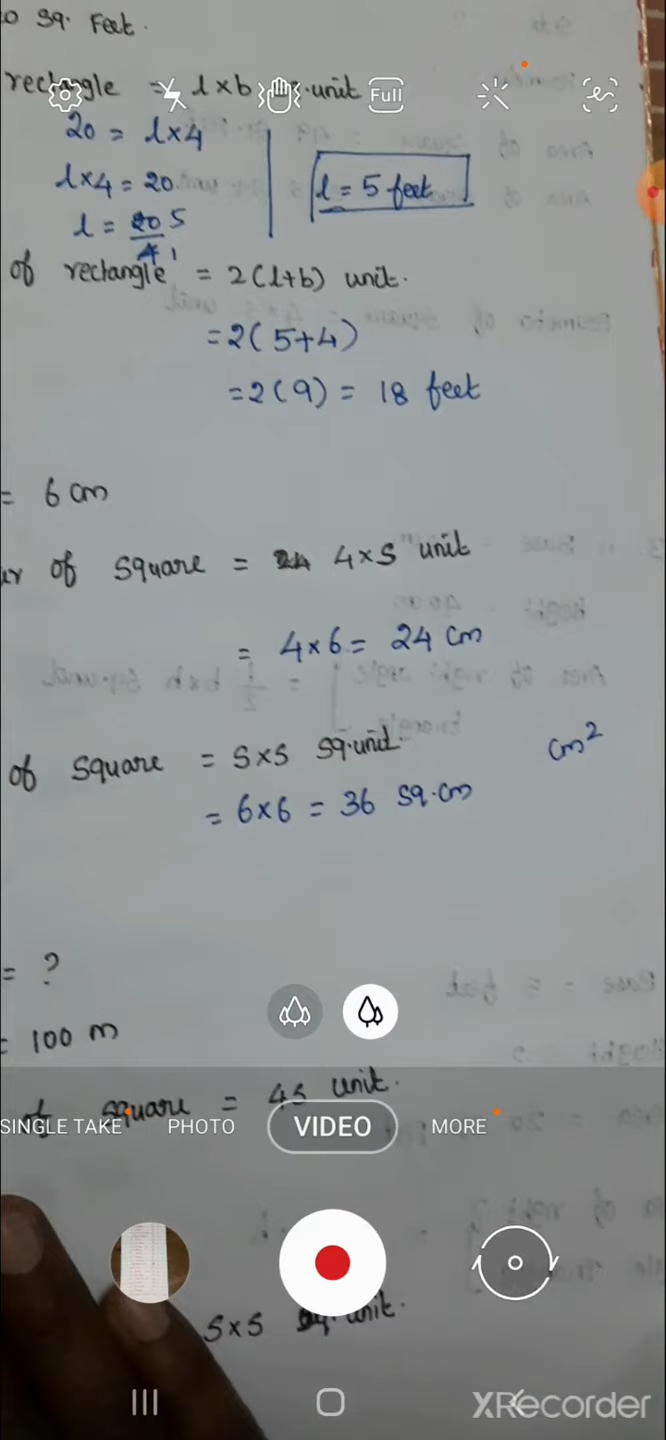 Sq. Feet.
rectangle = l×b sq.unit
Full
20 = l×4
l×4 = 20
l = 20 5
4 1
l = 5 feet
of rectangle = 2(l+b) unit.
= 2(5+4)
= 2(9) = 18 feet
= 6 cm
of square = 4×s unit
= 4×6 = 24 cm
of square = s×s sq.unit.
cm²
= 6×6 = 36 sq.cm
= ?
= 100 m
of square = 4s unit.
SINGLE TAKE PHOTO VIDEO MORE
s×s sq.unit.
XRecorder